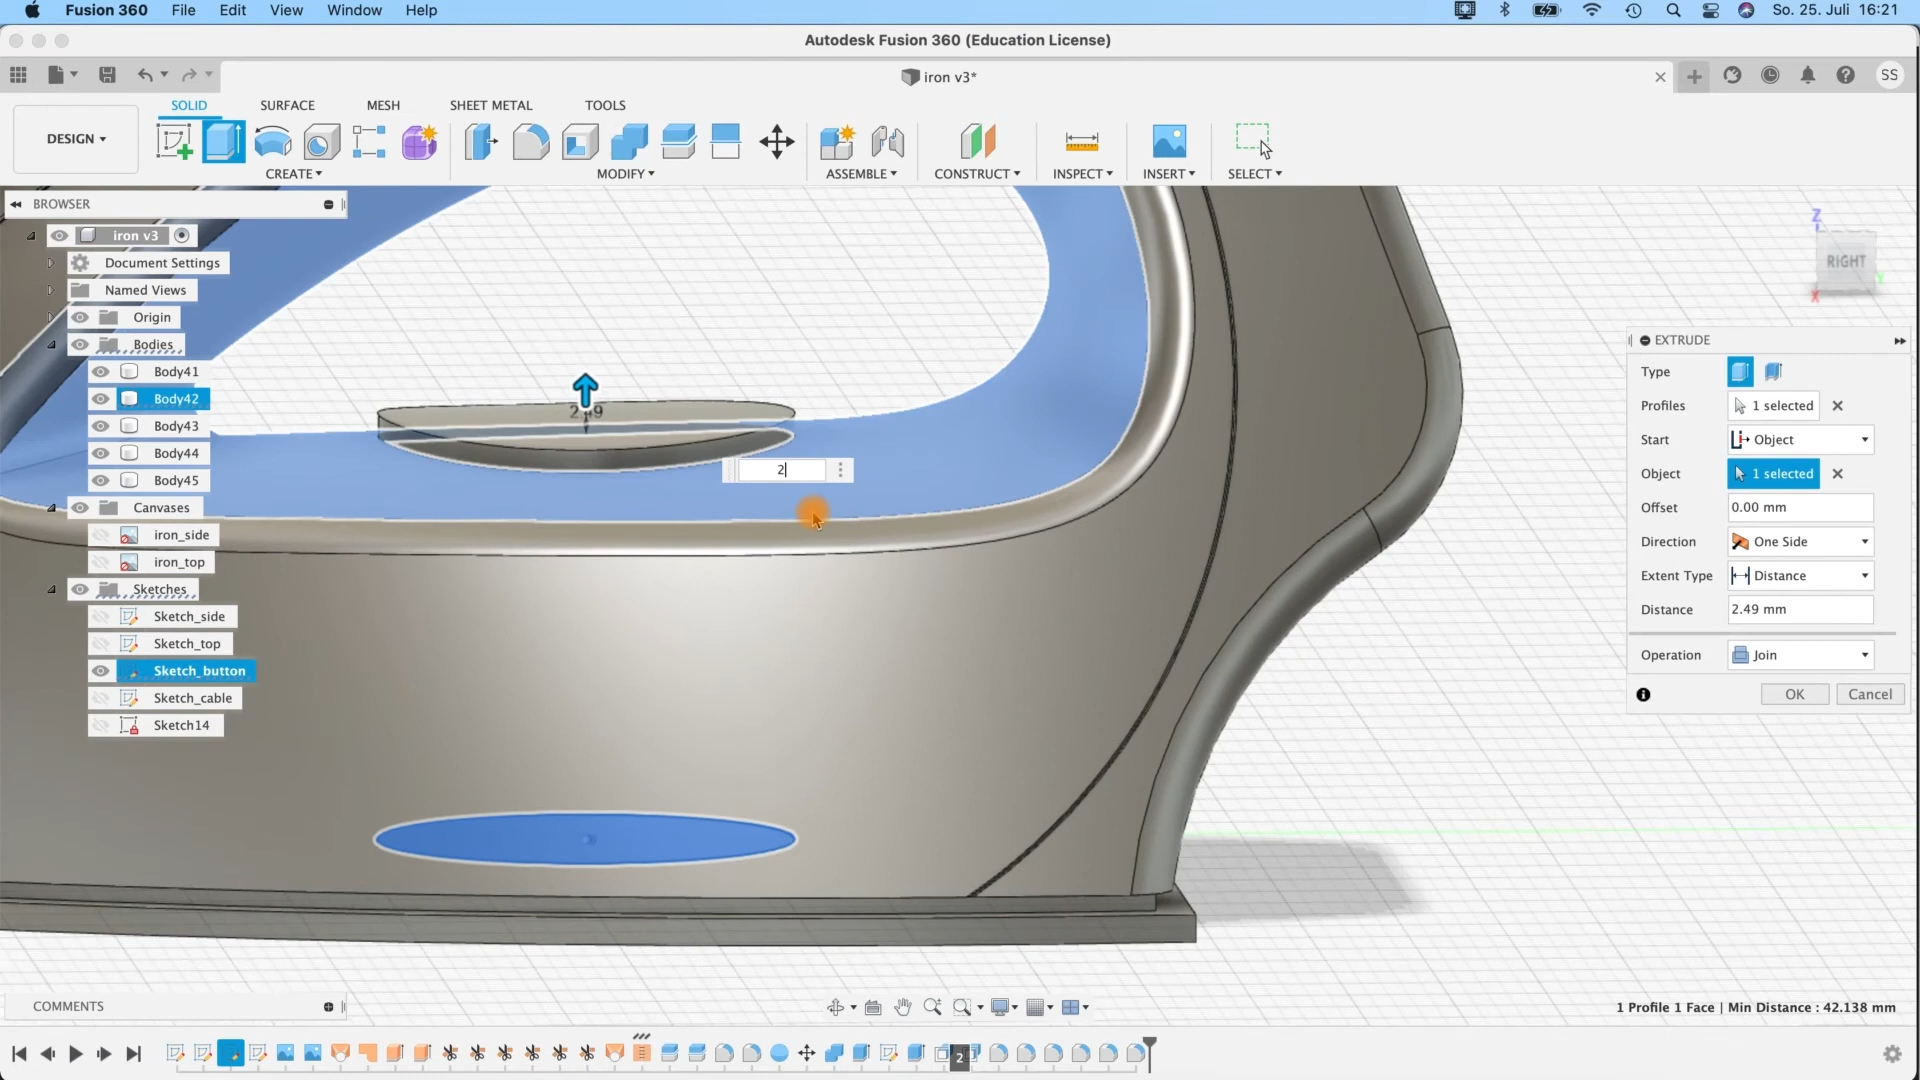 Fusion 360 File Edit View Window Help So. 25. Juli 16:21
Autodesk Fusion 360 (Education License)
iron v3* SS
SOLID SURFACE MESH SHEET METAL TOOLS
DESIGN
CREATE MODIFY ASSEMBLE CONSTRUCT INSPECT INSERT SELECT
BROWSER
iron v3
Document Settings
Named Views
Origin
Bodies
Body41
Body42
Body43
Body44
Body45
Canvases
iron_side
iron_top
Sketches
Sketch_side
Sketch_top
Sketch_button
Sketch_cable
Sketch14
2.49
2
Z
RIGHT
X
Y
EXTRUDE
Type
Profiles 1 selected
Start Object
Object 1 selected
Offset 0.00 mm
Direction One Side
Extent Type Distance
Distance 2.49 mm
Operation Join
OK Cancel
COMMENTS
1 Profile 1 Face | Min Distance : 42.138 mm
2